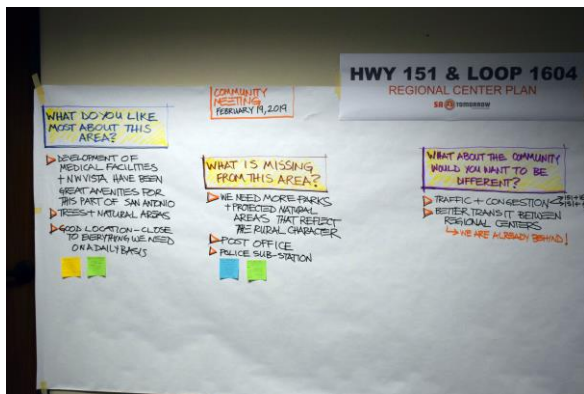 HWY 151 & LOOP 1604
REGIONAL CENTER PLAN
SA tomorrow
COMMUNITY
MEETING
FEBRUARY 19, 2019
WHAT DO YOU LIKE
MOST ABOUT THIS
AREA?
DEVELOPMENT OF
MEDICAL FACILITIES
+ NW VISTA HAVE BEEN
GREAT AMENITIES FOR
THIS PART OF SAN ANTONIO
TREES + NATURAL AREAS
GOOD LOCATION - CLOSE
TO EVERYTHING WE NEED
ON A DAILY BASIS
WHAT IS MISSING
FROM THIS AREA?
WE NEED MORE PARKS
+ PROTECTED NATURAL
AREAS THAT REFLECT
THE RURAL CHARACTER
POST OFFICE
POLICE SUB-STATION
WHAT ABOUT THE COMMUNITY
WOULD YOU WANT TO BE
DIFFERENT?
TRAFFIC + CONGESTION
BETTER TRANSIT BETWEEN
REGIONAL CENTERS
WE ARE ALREADY BEHIND!